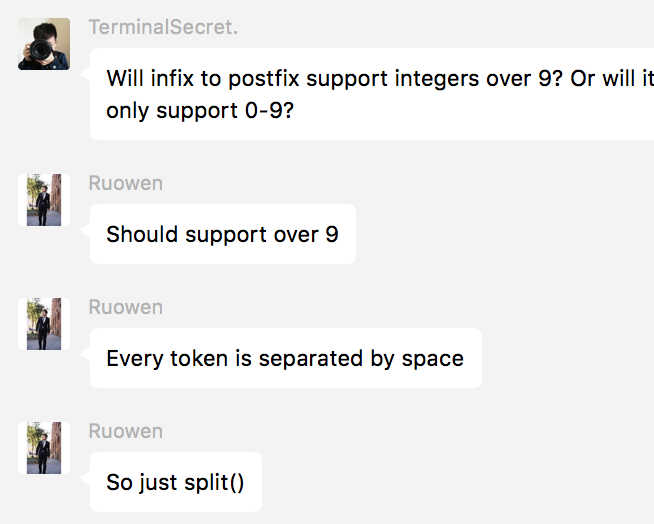 TerminalSecret.
Will infix to postfix support integers over 9? Or will it
only support 0-9?
Ruowen
Should support over 9
Ruowen
Every token is separated by space
Ruowen
So just split()